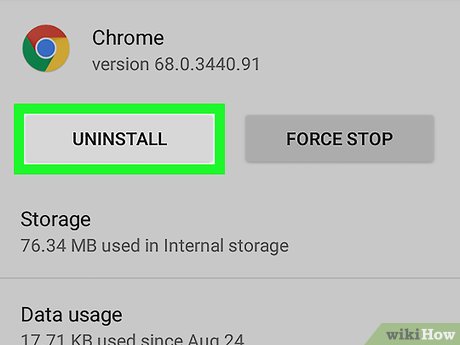 Chrome
version 68.0.3440.91
UNINSTALL
FORCE STOP
Storage
76.34 MB used in Internal storage
Data usage
17.71 KB used since Aug 24
wikiHow